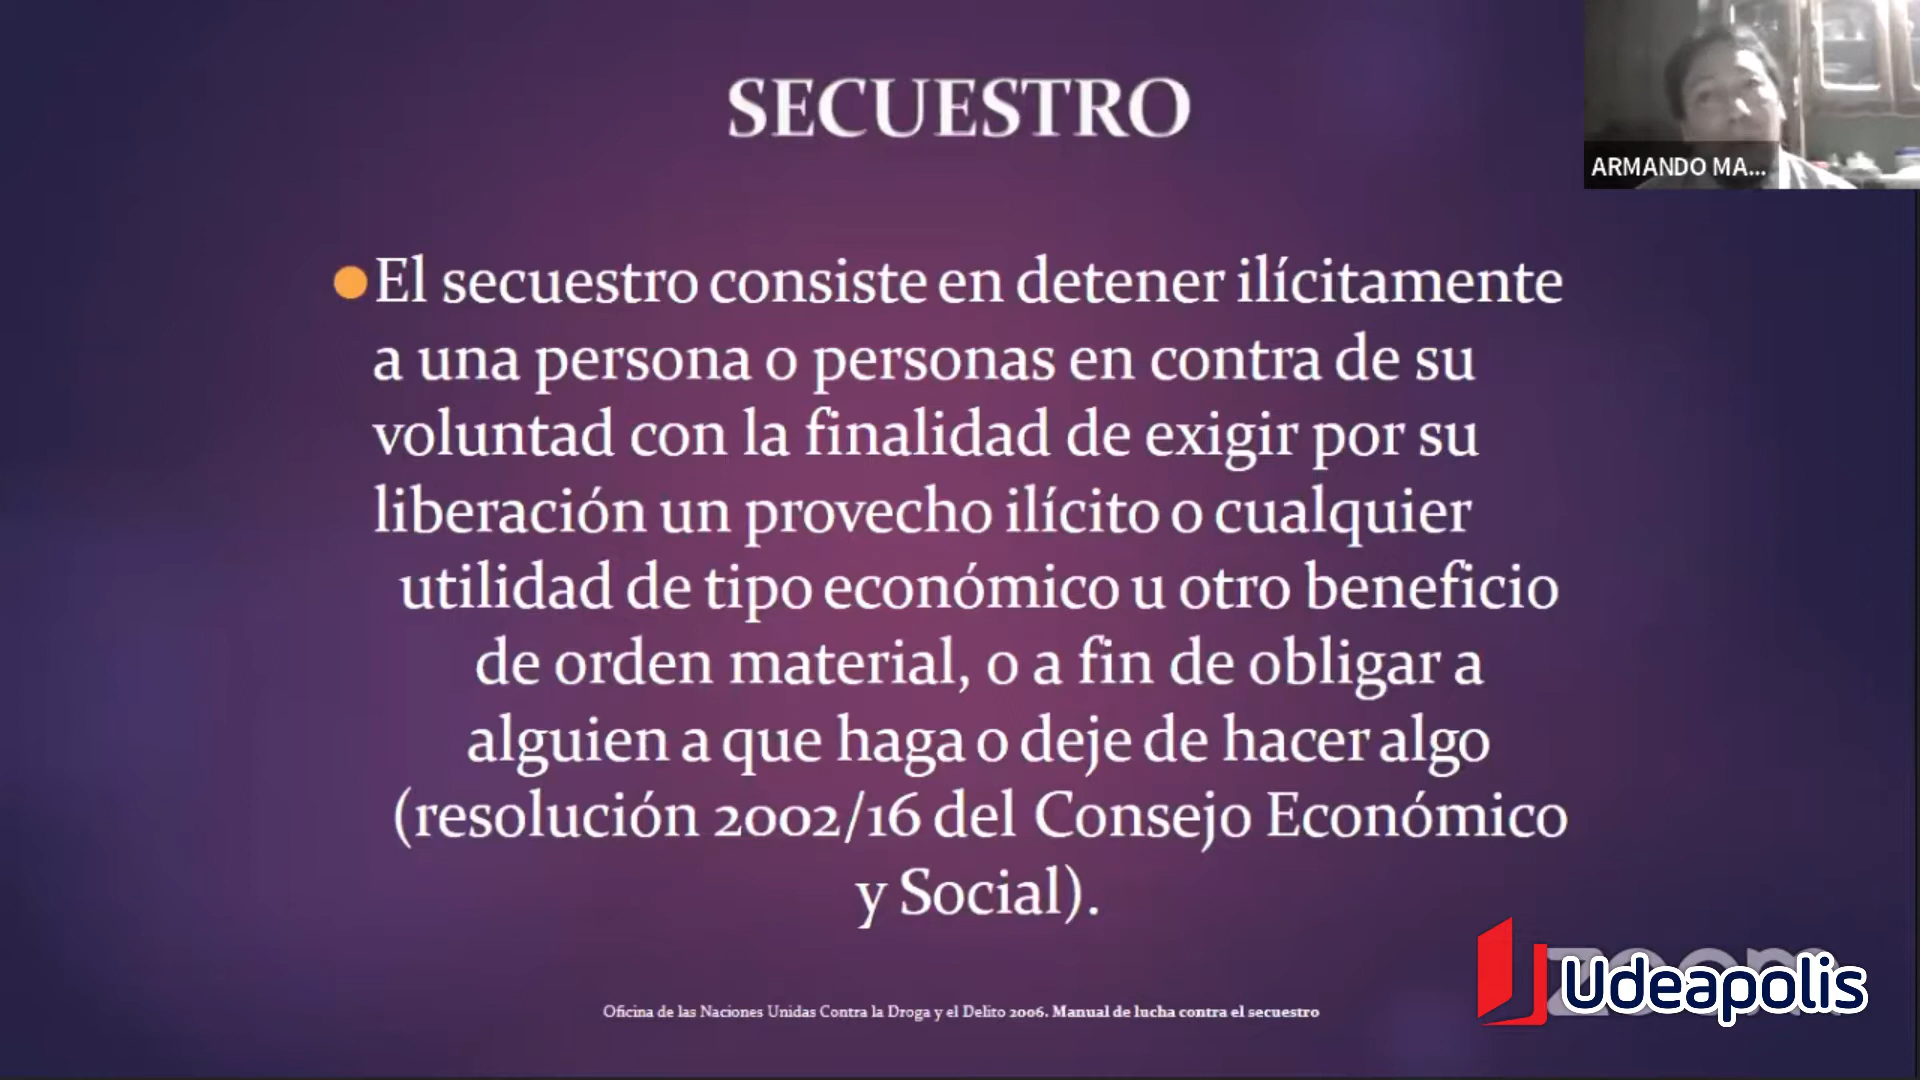 SECUESTRO
ARMANDO MA...
El secuestro consiste en detener ilícitamente
a una persona o personas en contra de su
voluntad con la finalidad de exigir por su
liberación un provecho ilícito o cualquier
utilidad de tipo económico u otro beneficio
de orden material, o a fin de obligar a
alguien a que haga o deje de hacer algo
(resolución 2002/16 del Consejo Económico
y Social).
zoom
Udeapolis
Oficina de las Naciones Unidas Contra la Droga y el Delito 2006. Manual de lucha contra el secuestro